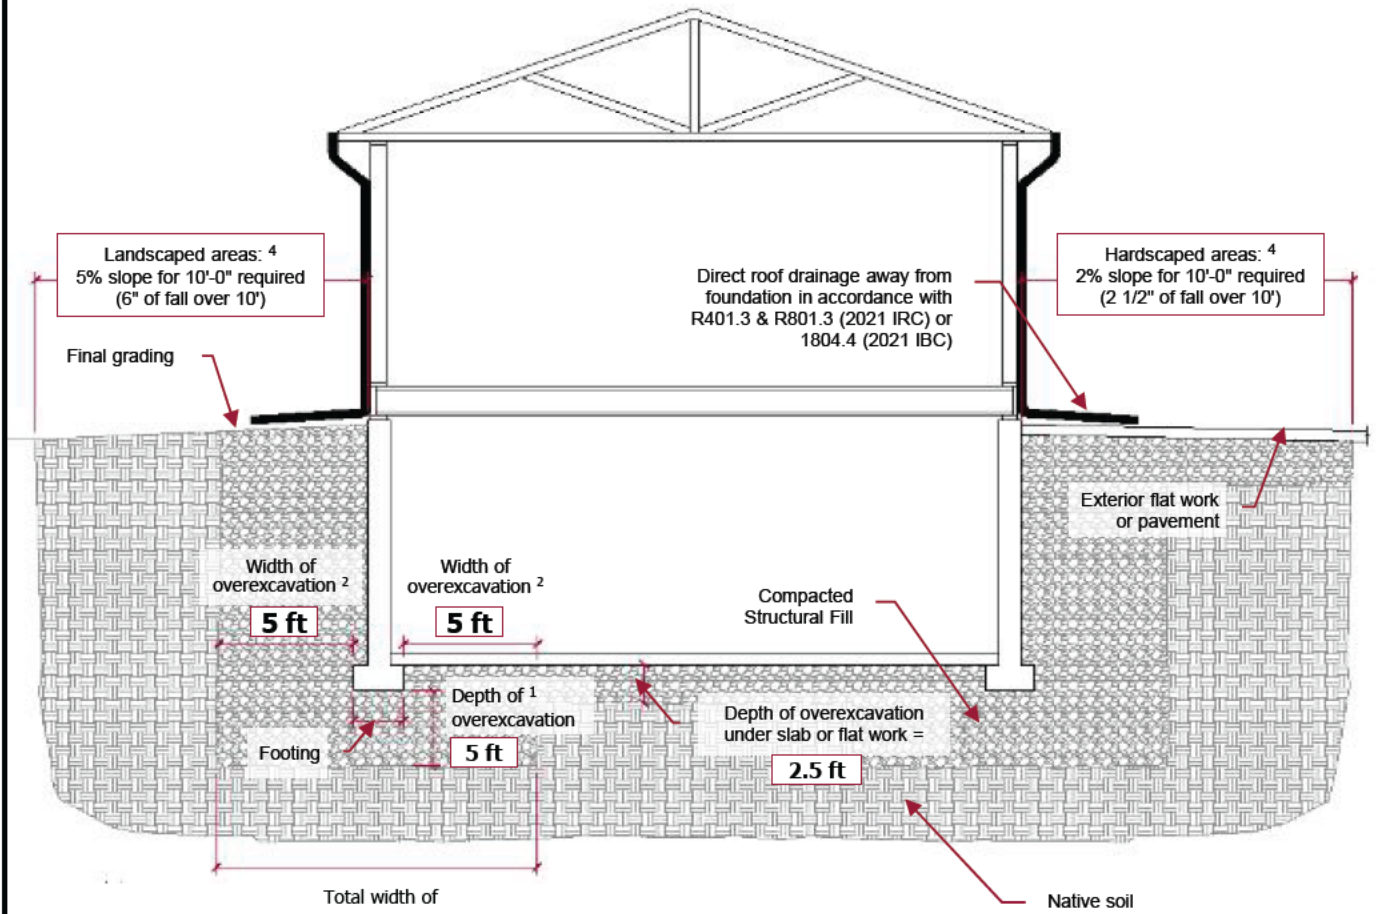 Landscaped areas: 4
5% slope for 10'-0" required
(6" of fall over 10')
Hardscaped areas: 4
2% slope for 10'-0" required
(2 1/2" of fall over 10')
Direct roof drainage away from
foundation in accordance with
R401.3 & R801.3 (2021 IRC) or
1804.4 (2021 IBC)
Final grading
Exterior flat work
or pavement
Width of
overexcavation 2
5 ft
Width of
overexcavation 2
5 ft
Compacted
Structural Fill
Depth of 1
overexcavation
5 ft
Footing
Depth of overexcavation
under slab or flat work =
2.5 ft
Total width of
Native soil